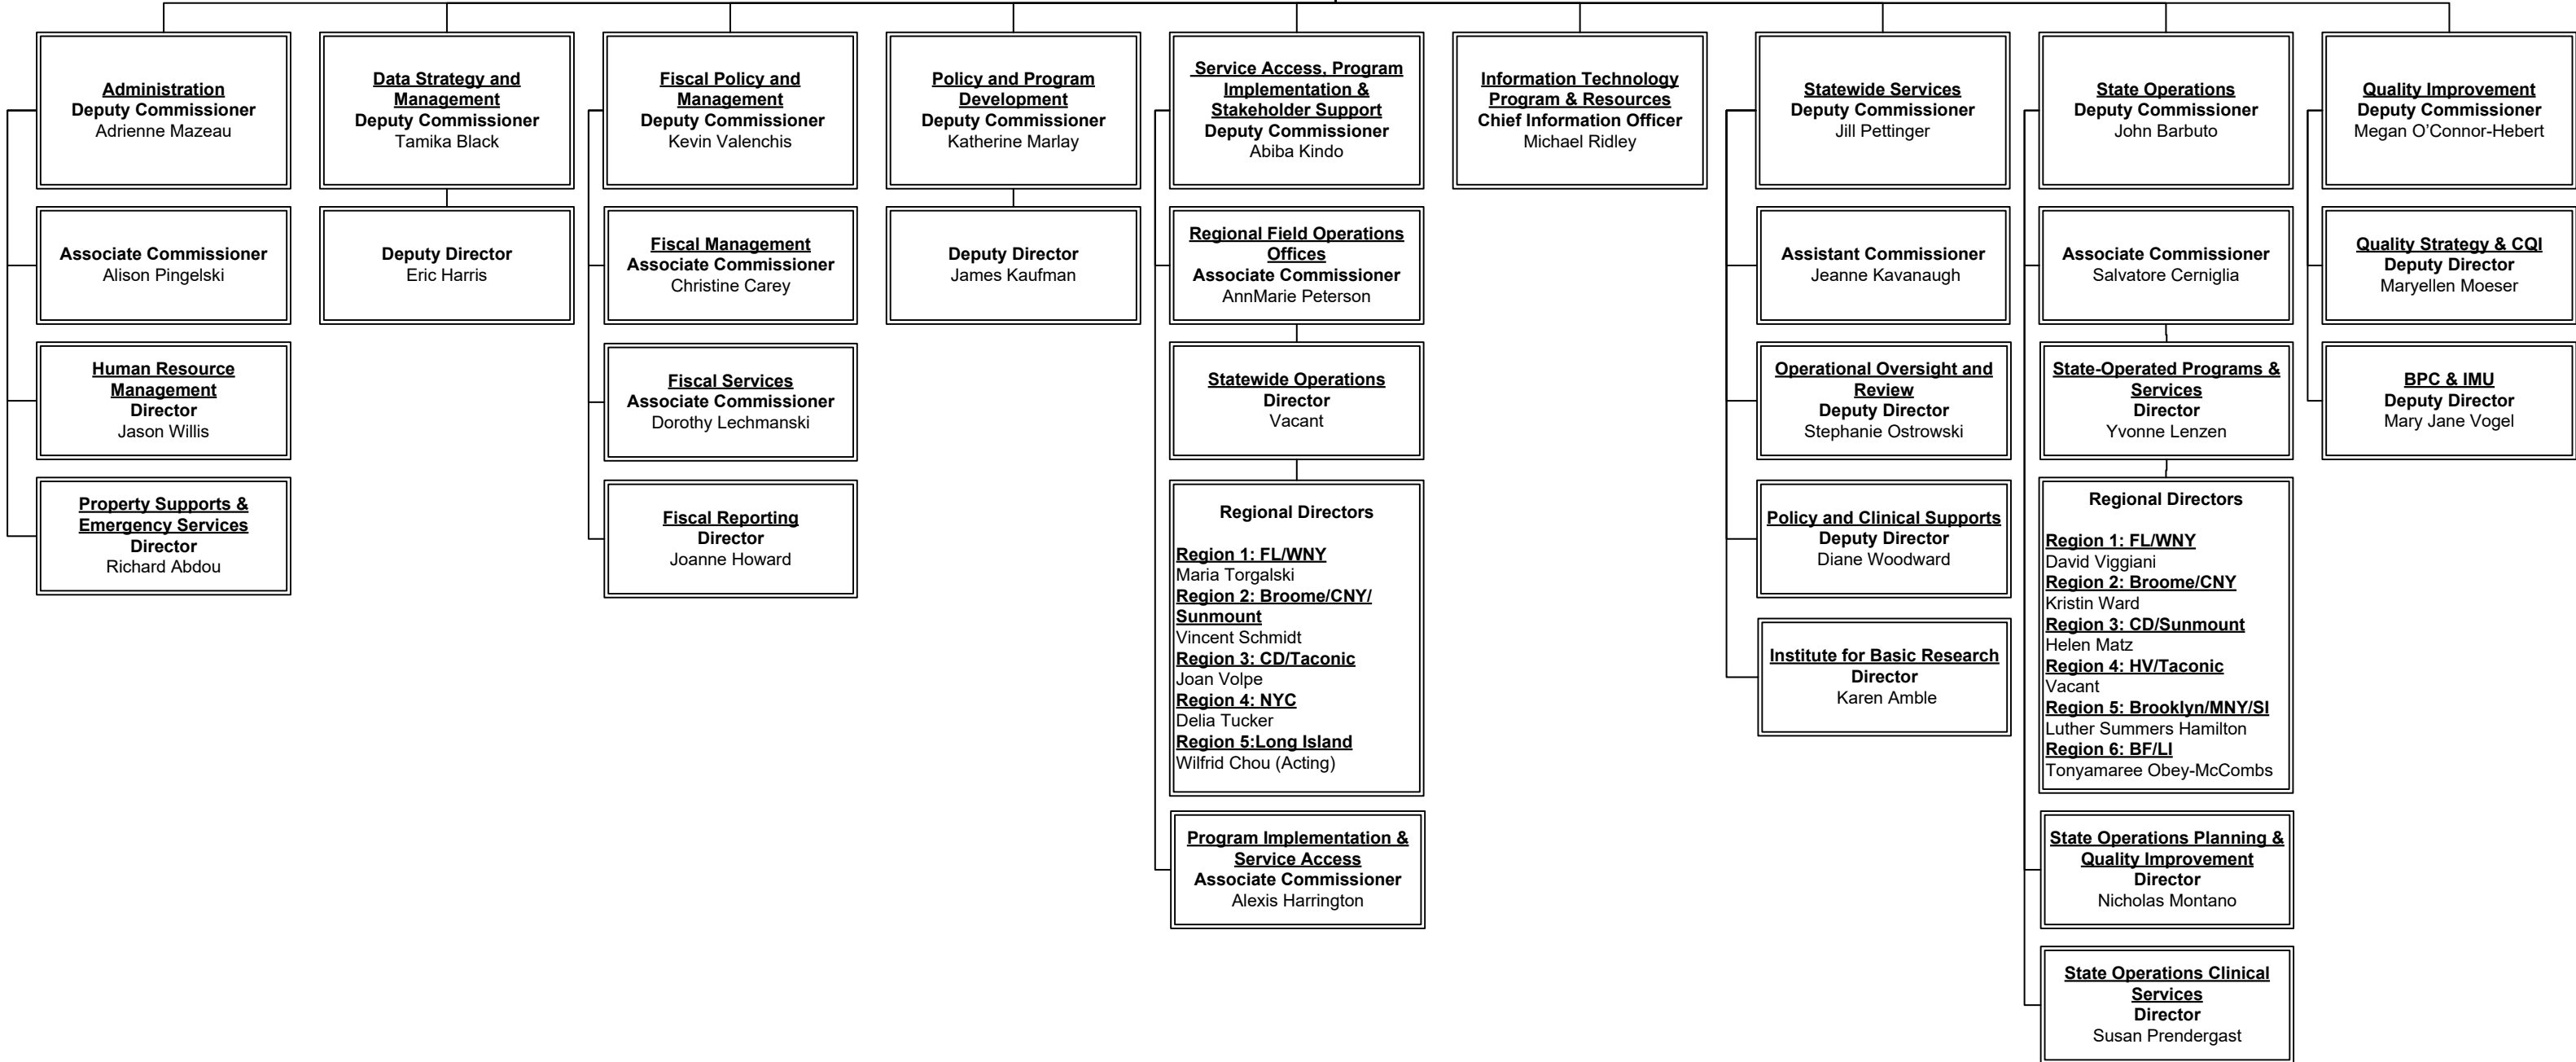 Administration
Deputy Commissioner
Adrienne Mazeau
Associate Commissioner
Alison Pingelski
Human Resource
Management
Director
Jason Willis
Property Supports &
Emergency Services
Director
Richard Abdou
Data Strategy and
Management
Deputy Commissioner
Tamika Black
Deputy Director
Eric Harris
Fiscal Policy and
Management
Deputy Commissioner
Kevin Valenchis
Fiscal Management
Associate Commissioner
Christine Carey
Fiscal Services
Associate Commissioner
Dorothy Lechmanski
Fiscal Reporting
Director
Joanne Howard
Policy and Program
Development
Deputy Commissioner
Katherine Marlay
Deputy Director
James Kaufman
Service Access, Program
Implementation &
Stakeholder Support
Deputy Commissioner
Abiba Kindo
Regional Field Operations
Offices
Associate Commissioner
AnnMarie Peterson
Statewide Operations
Director
Vacant
Regional Directors
Region 1: FL/WNY
Maria Torgalski
Region 2: Broome/CNY/
Sunmount
Vincent Schmidt
Region 3: CD/Taconic
Joan Volpe
Region 4: NYC
Delia Tucker
Region 5:Long Island
Wilfrid Chou (Acting)
Program Implementation &
Service Access
Associate Commissioner
Alexis Harrington
Information Technology
Program & Resources
Chief Information Officer
Michael Ridley
Statewide Services
Deputy Commissioner
Jill Pettinger
Assistant Commissioner
Jeanne Kavanaugh
Operational Oversight and
Review
Deputy Director
Stephanie Ostrowski
Policy and Clinical Supports
Deputy Director
Diane Woodward
Institute for Basic Research
Director
Karen Amble
State Operations
Deputy Commissioner
John Barbuto
Associate Commissioner
Salvatore Cerniglia
State-Operated Programs &
Services
Director
Yvonne Lenzen
Regional Directors
Region 1: FL/WNY
David Viggiani
Region 2: Broome/CNY
Kristin Ward
Region 3: CD/Sunmount
Helen Matz
Region 4: HV/Taconic
Vacant
Region 5: Brooklyn/MNY/SI
Luther Summers Hamilton
Region 6: BF/LI
Tonyamaree Obey-McCombs
State Operations Planning &
Quality Improvement
Director
Nicholas Montano
State Operations Clinical
Services
Director
Susan Prendergast
Quality Improvement
Deputy Commissioner
Megan O’Connor-Hebert
Quality Strategy & CQI
Deputy Director
Maryellen Moeser
BPC & IMU
Deputy Director
Mary Jane Vogel